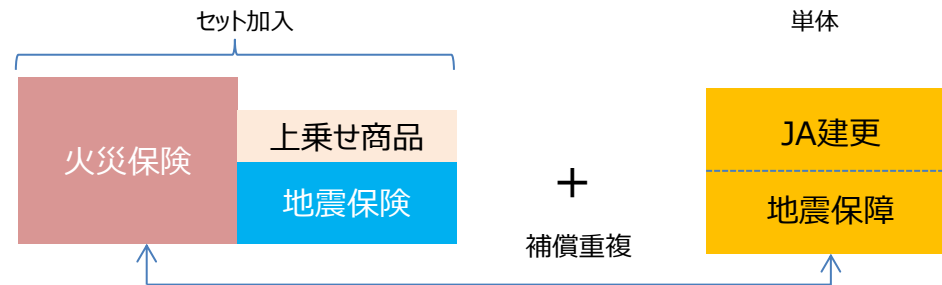 セット加入
単体
火災保険
上乗せ商品
地震保険
＋
補償重複
JA建更
地震保障